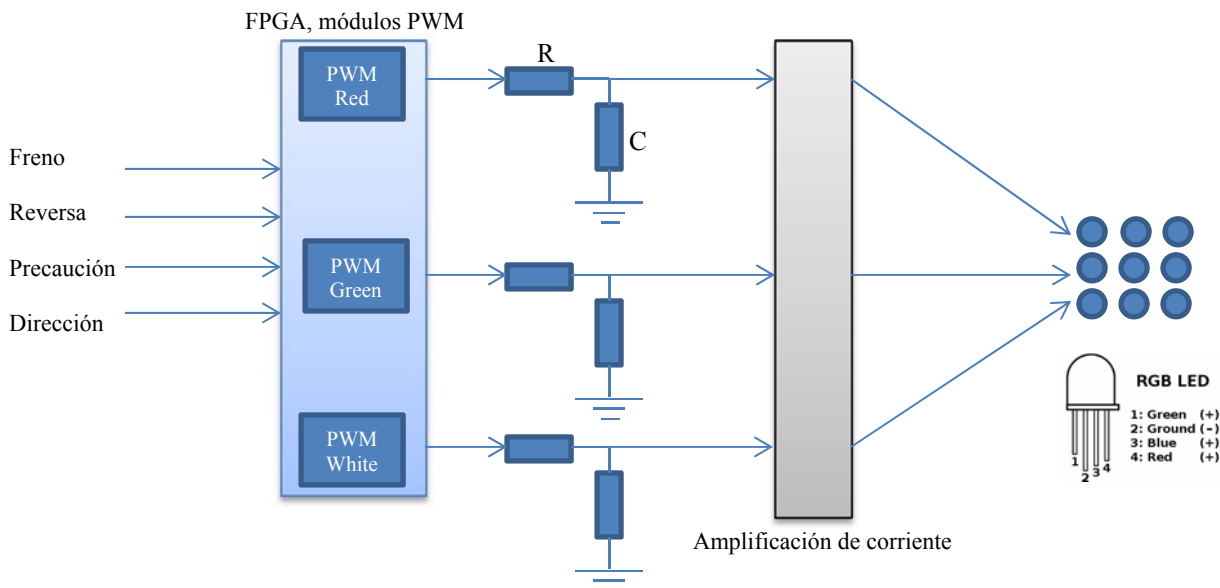 FPGA, módulos PWM
PWM
Red
R
C
Freno
Reversa
Precaución
Dirección
PWM
Green
PWM
White
Amplificación de corriente
RGB LED
1: Green (+)
2: Ground (-)
3: Blue (+)
4: Red (+)
1
2
3
4